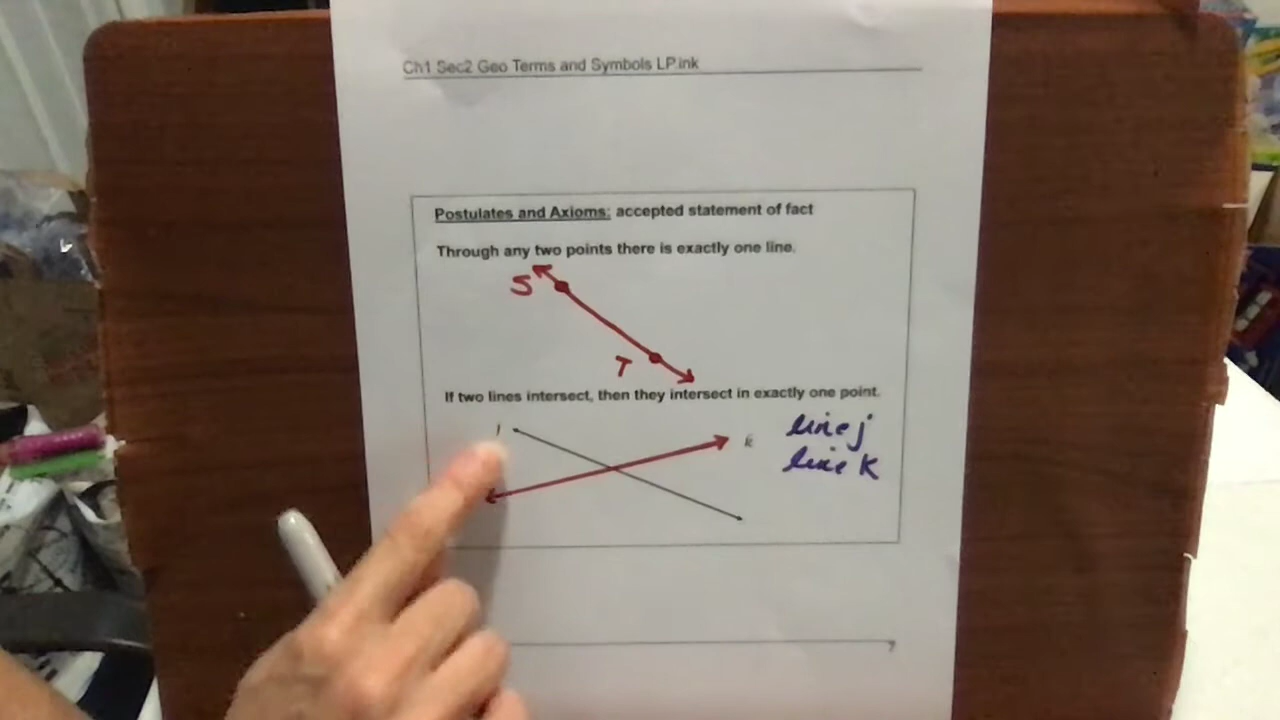 Ch1 Sec2 Geo Terms and Symbols LP.ink
Postulates and Axioms: accepted statement of fact
Through any two points there is exactly one line.
S
T
If two lines intersect, then they intersect in exactly one point.
j
k
line j
line k
7